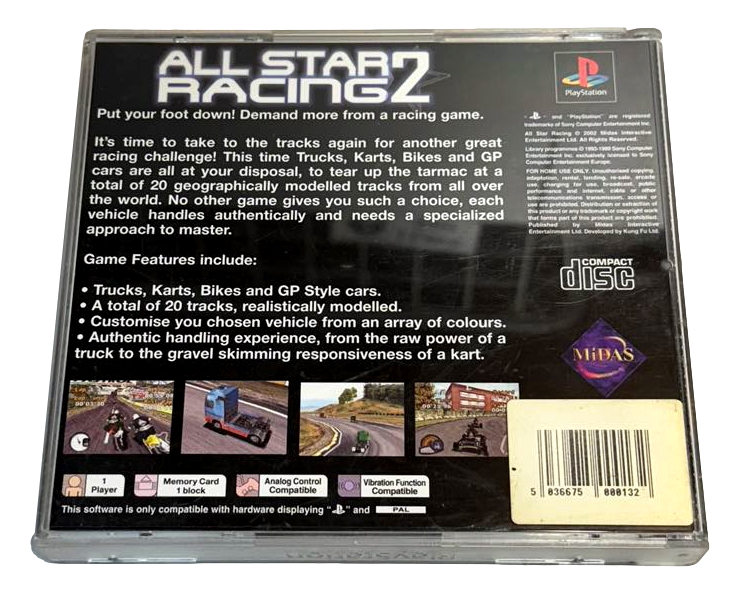 ALL STAR
RACING 2
PlayStation
Put your foot down! Demand more from a racing game.
It's time to take to the tracks again for another great
racing challenge! This time Trucks, Karts, Bikes and GP
cars are all at your disposal, to tear up the tarmac at a
total of 20 geographically modelled tracks from all over
the world. No other game gives you such a choice, each
vehicle handles authentically and needs a specialized
approach to master.
Game Features include:
• Trucks, Karts, Bikes and GP Style cars.
• A total of 20 tracks, realistically modelled.
• Customise you chosen vehicle from an array of colours.
• Authentic handling experience, from the raw power of a
truck to the gravel skimming responsiveness of a kart.
" " and "PlayStation" are registered
trademarks of Sony Computer Entertainment Inc.
All Star Racing © 2002 Midas Interactive
Entertainment Ltd. All Rights Reserved.
Library programmes © 1993-1999 Sony Computer
Entertainment Inc. exclusively licensed to Sony
Computer Entertainment Europe.
FOR HOME USE ONLY. Unauthorised copying,
adaptation, rental, lending, re-sale, arcade
use, charging for use, broadcast, public
performance and internet, cable or other
telecommunications transmission, access or
use are prohibited. Distribution or extraction of
this product or any trademark or copyright work
that forms part of this product are prohibited.
Published by Midas Interactive
Entertainment Ltd. Developed by Kung Fu Ltd.
COMPACT
disc
MiDAS
1
Player
Memory Card
1 block
Analog Control
Compatible
Vibration Function
Compatible
This software is only compatible with hardware displaying " " and PAL
5 036675 000132